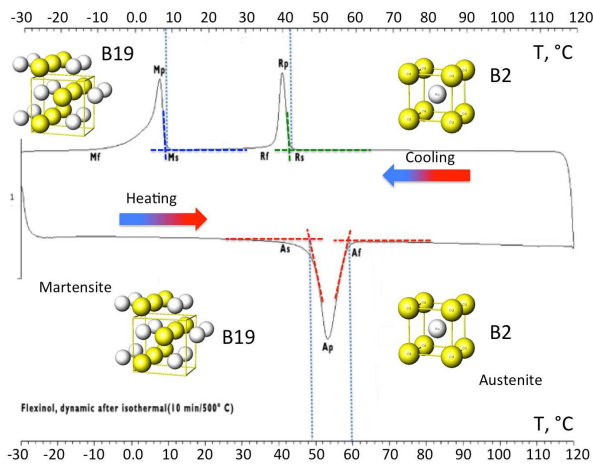 -30 -20 -10 0.0 10 20 30 40 50 60 70 80 90 100 120
T, °C
B19
B2
Mp
Rp
Mf
Ms
Rf
Rs
Cooling
1
Heating
As
Af
Martensite
B19
B2
Ap
Austenite
Flexinol, dynamic after isothermal(10 min/500° C)
T, °C
-30 -20 -10 0.0 10 20 30 40 50 60 70 80 90 100 120